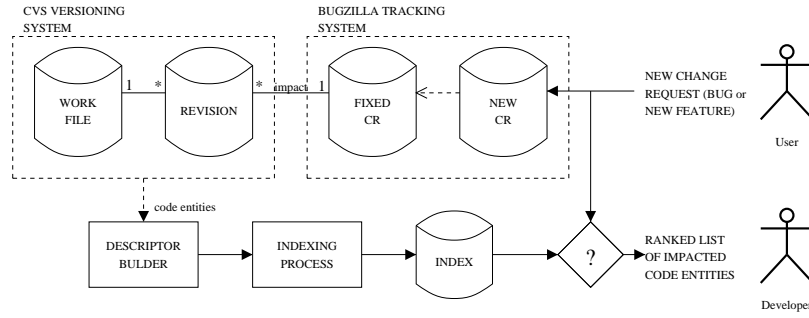 CVS VERSIONING
SYSTEM
BUGZILLA TRACKING
SYSTEM
WORK
FILE
1
*
REVISION
*
impact
1
FIXED
CR
NEW
CR
NEW CHANGE
REQUEST (BUG or
NEW FEATURE)
User
code entities
DESCRIPTOR
BULDER
INDEXING
PROCESS
INDEX
?
RANKED LIST
OF IMPACTED
CODE ENTITIES
Developer